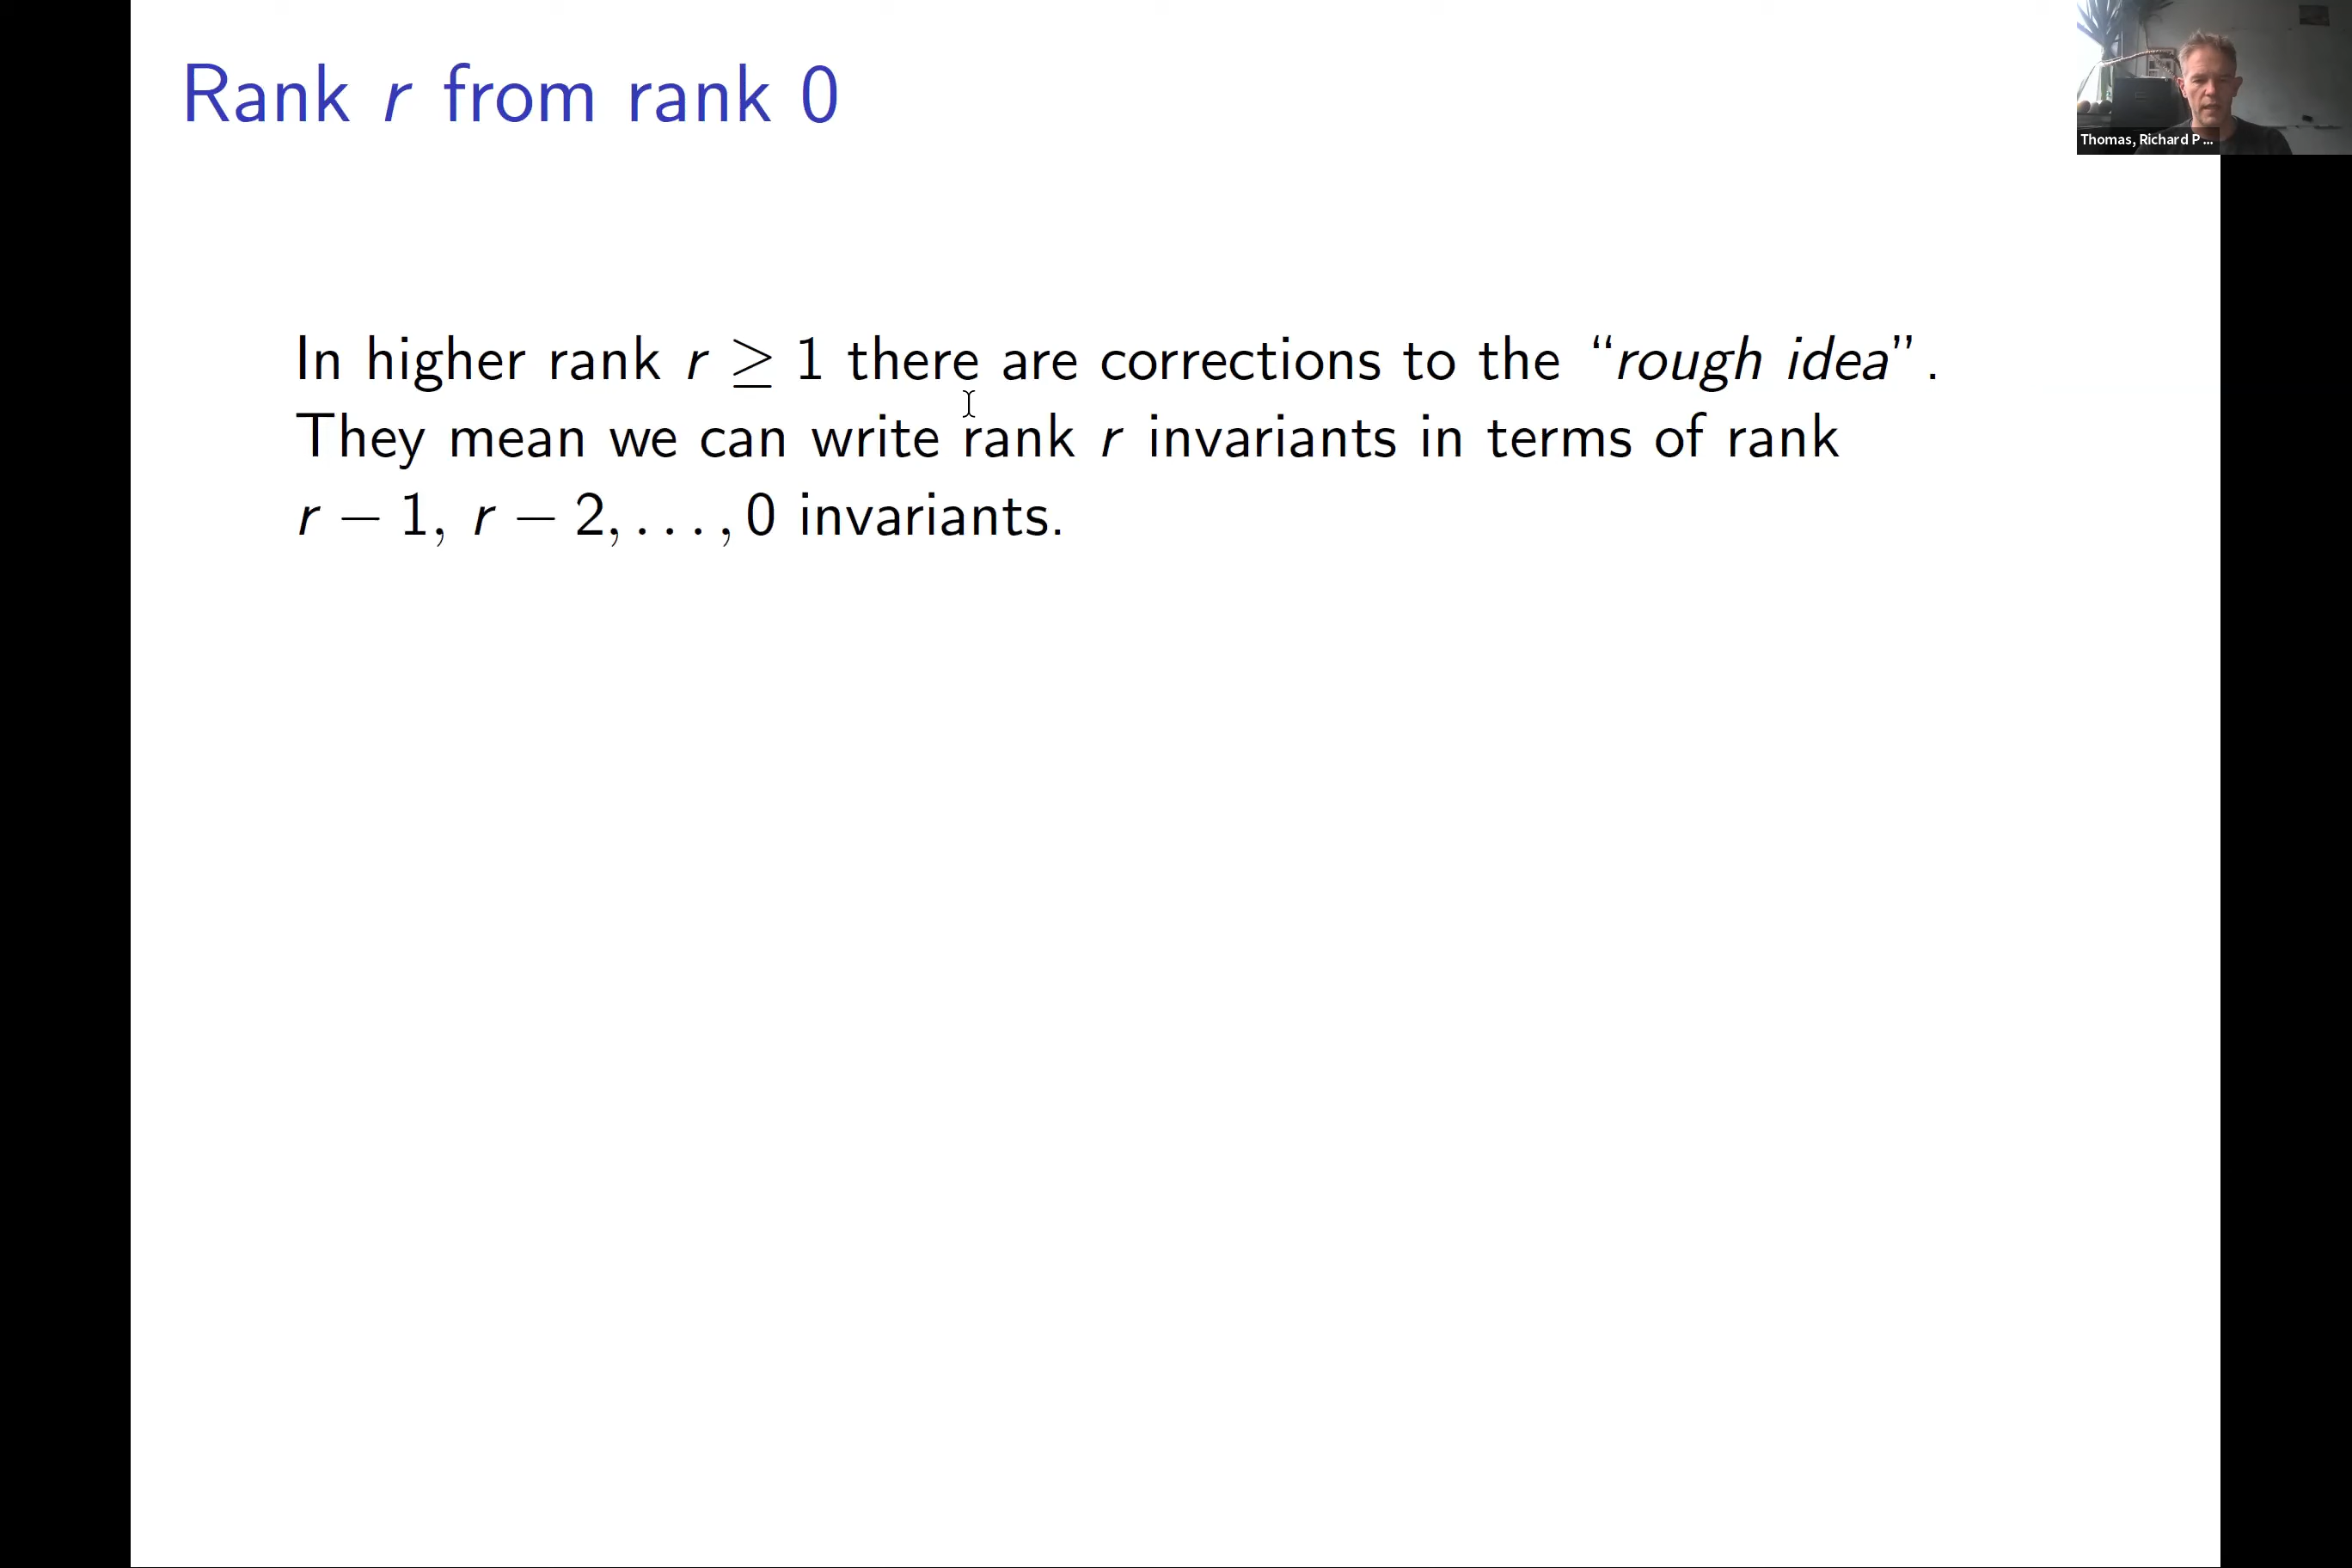 Rank r from rank 0
Thomas, Richard P ...
In higher rank r ≥ 1 there are corrections to the “rough idea”.
They mean we can write rank r invariants in terms of rank
r − 1, r − 2, . . . , 0 invariants.